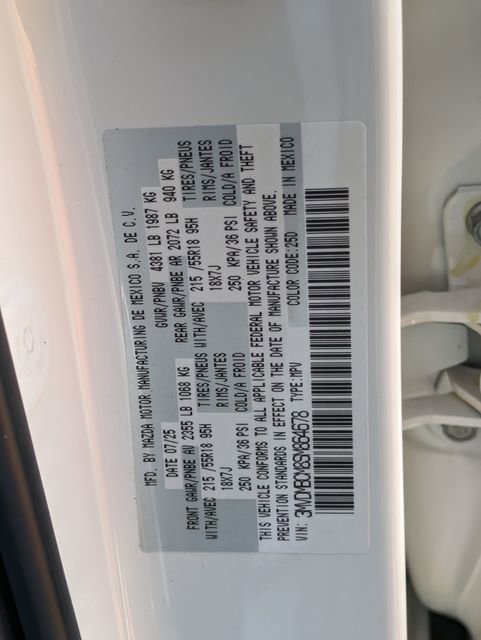 MFD. BY MAZDA MOTOR MANUFACTURING DE MEXICO S.A. DE C.V.
DATE 07/25 GVWR/PNBV 4381 LB 1987 KG
FRONT GAWR/PNBE AV 2355 LB 1068 KG REAR GAWR/PNBE AR 2072 LB 940 KG
TIRES/PNEUS TIRES/PNEUS
WITH/AVEC 215 /55R18 95H RIMS/JANTES WITH/AVEC 215 /55R18 95H RIMS/JANTES
18X7J COLD/A FROID 18X7J COLD/A FROID
250 KPA/36 PSI 250 KPA/36 PSI
THIS VEHICLE CONFORMS TO ALL APPLICABLE FEDERAL MOTOR VEHICLE SAFETY AND THEFT
PREVENTION STANDARDS IN EFFECT ON THE DATE OF MANUFACTURE SHOWN ABOVE.
VIN: TYPE:MPV COLOR CODE:25D MADE IN MEXICO